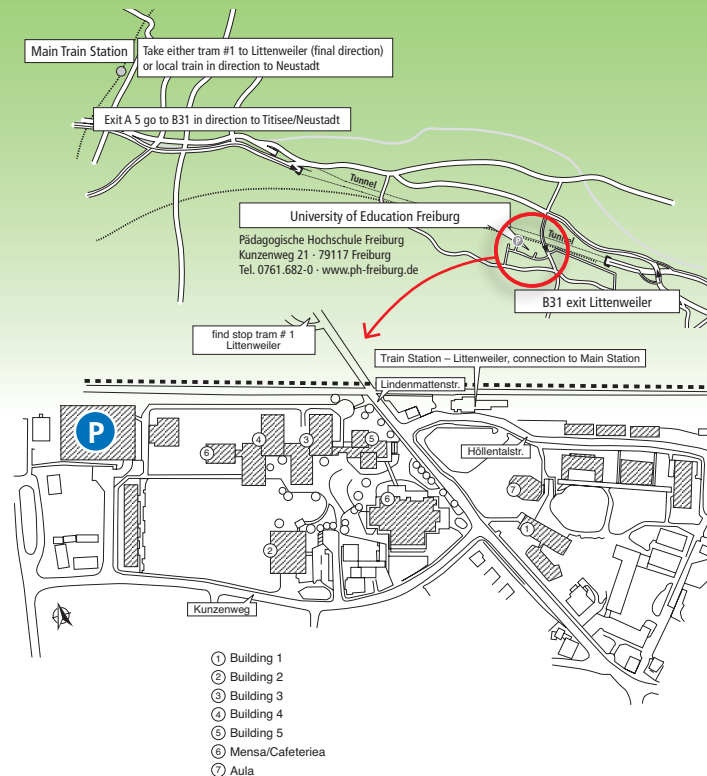 Main Train Station
Take either tram #1 to Littenweiler (final direction)
or local train in direction to Neustadt
Exit A 5 go to B31 in direction to Titisee/Neustadt
Tunnel
University of Education Freiburg
Pädagogische Hochschule Freiburg
Kunzenweg 21 · 79117 Freiburg
Tel. 0761.682-0 · www.ph-freiburg.de
P
Tunnel
B31 exit Littenweiler
find stop tram # 1
Littenweiler
Train Station – Littenweiler, connection to Main Station
Lindenmattenstr.
P
4
3
5
6
Höllentalstr.
7
6
1
2
Kunzenweg
1 Building 1
2 Building 2
3 Building 3
4 Building 4
5 Building 5
6 Mensa/Cafeteriea
7 Aula